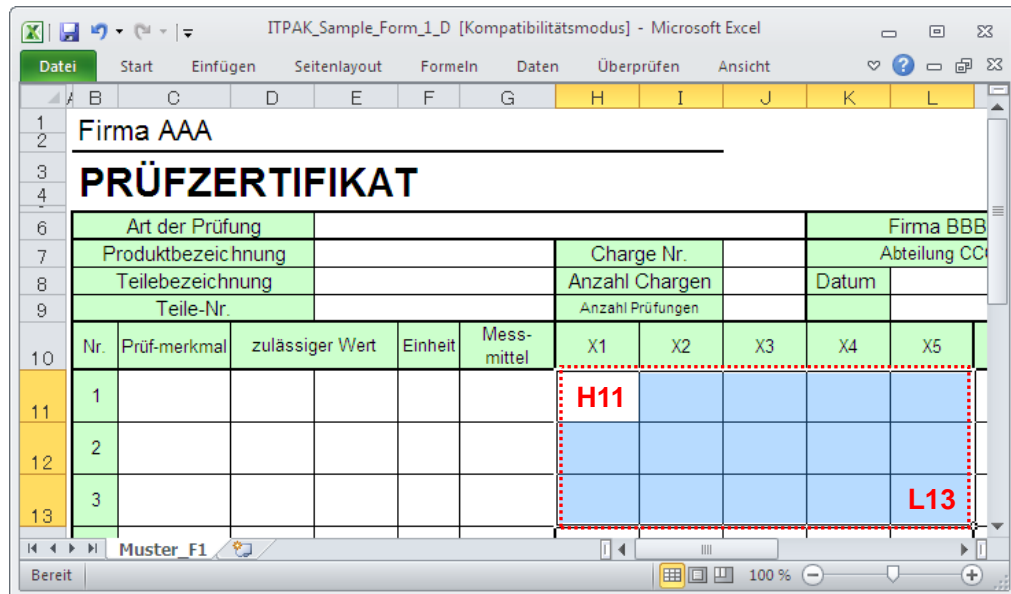 ITPAK_Sample_Form_1_D [Kompatibilitätsmodus] - Microsoft Excel
Datei Start Einfügen Seitenlayout Formeln Daten Überprüfen Ansicht
A B C D E F G H I J K L
1 Firma AAA
2
3 PRÜFZERTIFIKAT
4
6 Art der Prüfung Firma BBB
7 Produktbezeichnung Charge Nr. Abteilung CC
8 Teilebezeichnung Anzahl Chargen Datum
9 Teile-Nr. Anzahl Prüfungen
10 Nr. Prüf-merkmal zulässiger Wert Einheit Mess-mittel X1 X2 X3 X4 X5
11 1 H11
12 2
13 3 L13
Muster_F1
Bereit 100 %